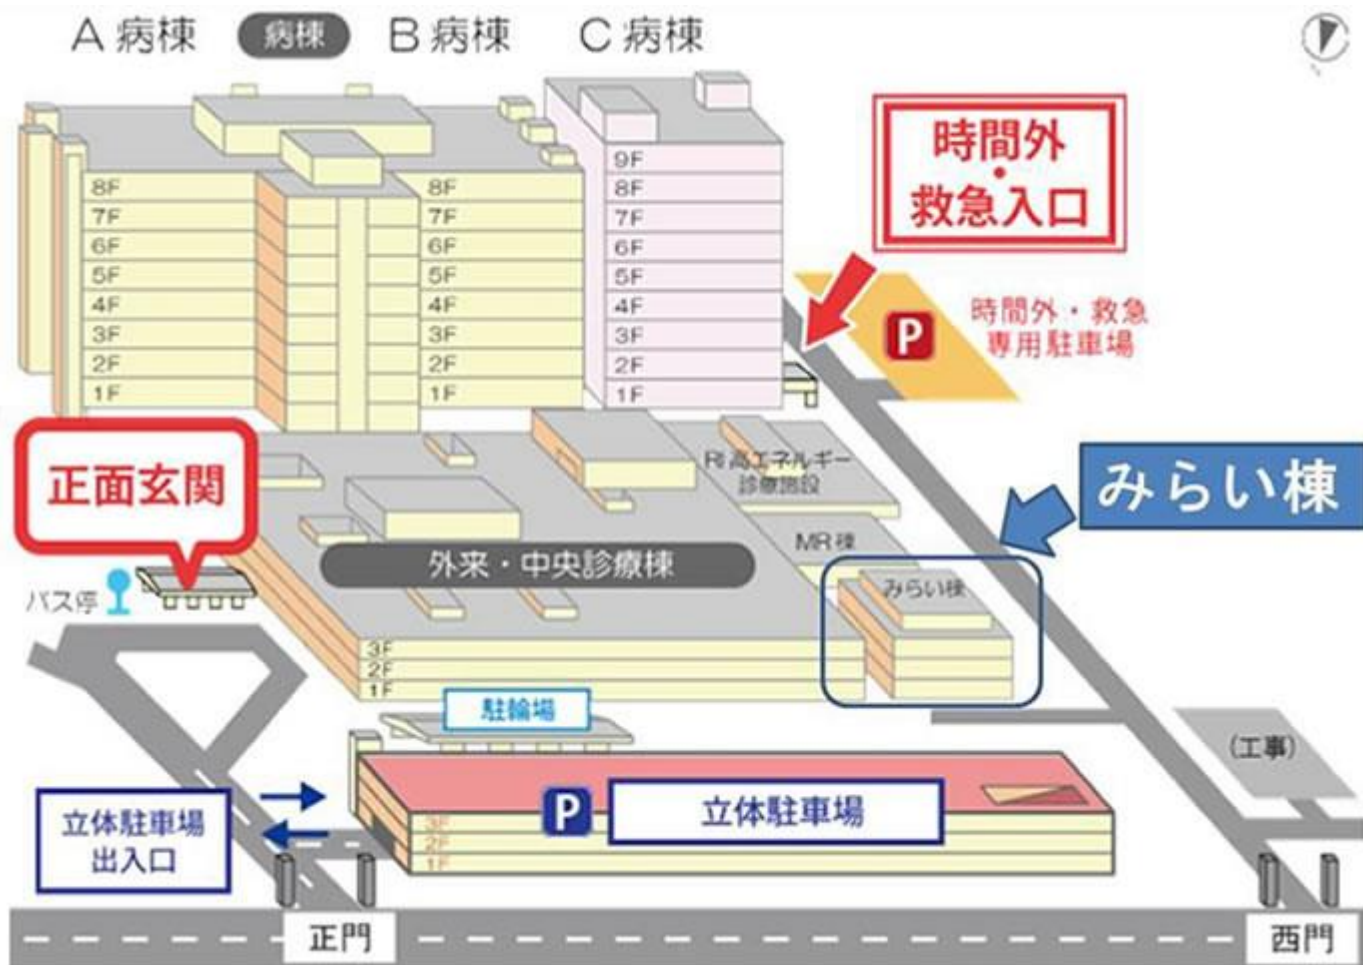 A 病棟
病棟
B 病棟
C 病棟
時間外
・
救急入口
8F
7F
6F
5F
4F
3F
2F
1F
8F
7F
6F
5F
4F
3F
2F
1F
9F
8F
7F
6F
5F
4F
3F
2F
1F
P
時間外・救急
専用駐車場
正面玄関
RI高エネルギー
診療施設
みらい棟
MR棟
外来・中央診療棟
みらい棟
バス停
3F
2F
1F
駐輪場
(工事)
立体駐車場
出入口
P
立体駐車場
3F
2F
1F
正門
西門